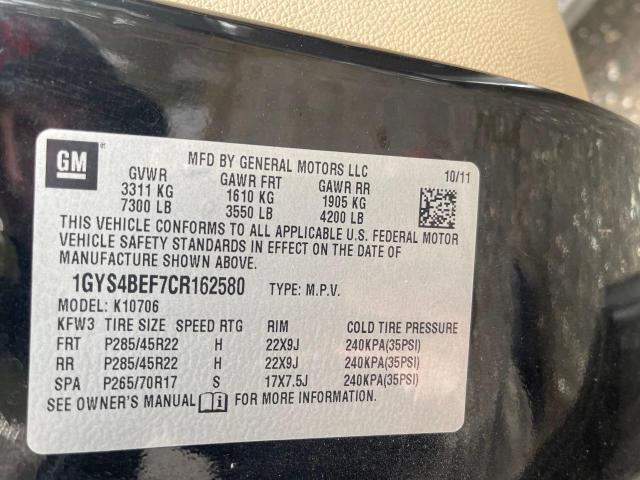 GM
MFD BY GENERAL MOTORS LLC
10/11
GVWR GAWR FRT GAWR RR
3311 KG 1610 KG 1905 KG
7300 LB 3550 LB 4200 LB
THIS VEHICLE CONFORMS TO ALL APPLICABLE U.S. FEDERAL MOTOR
VEHICLE SAFETY STANDARDS IN EFFECT ON THE DATE OF
MANUFACTURE SHOWN ABOVE.
1GYS4BEF7CR162580 TYPE: M.P.V.
MODEL: K10706
KFW3 TIRE SIZE SPEED RTG RIM COLD TIRE PRESSURE
FRT P285/45R22 H 22X9J 240KPA(35PSI)
RR P285/45R22 H 22X9J 240KPA(35PSI)
SPA P265/70R17 S 17X7.5J 240KPA(35PSI)
SEE OWNER'S MANUAL FOR MORE INFORMATION.